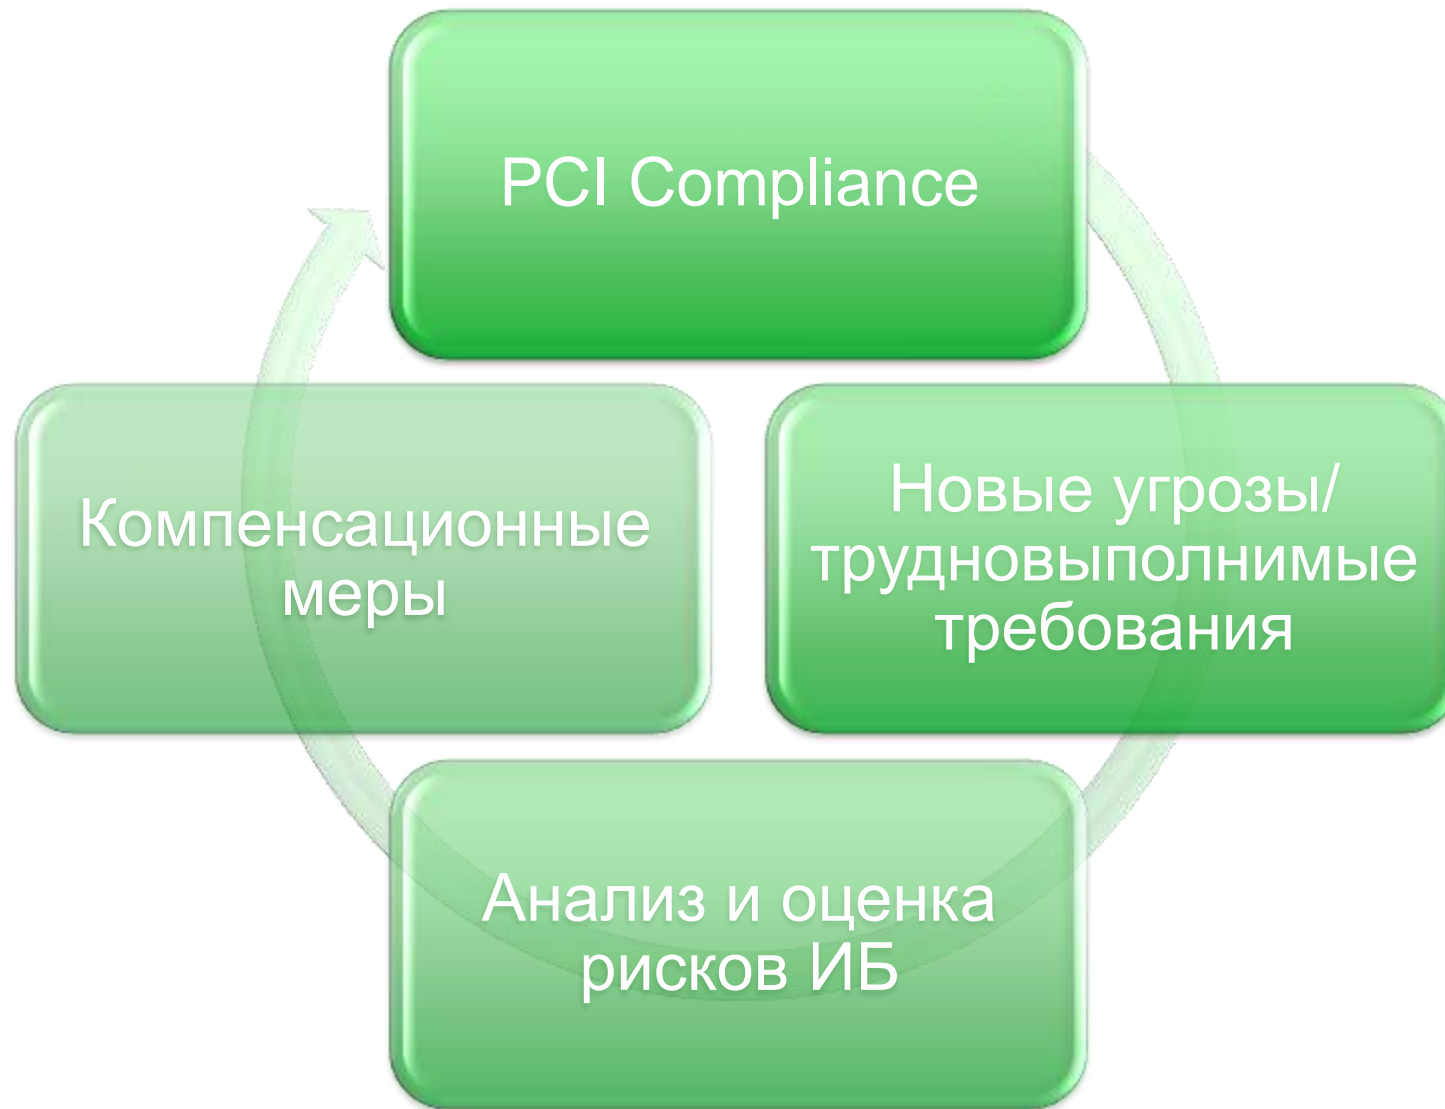 PCI Compliance
Новые угрозы/
трудновыполнимые
требования
Анализ и оценка
рисков ИБ
Компенсационные
меры